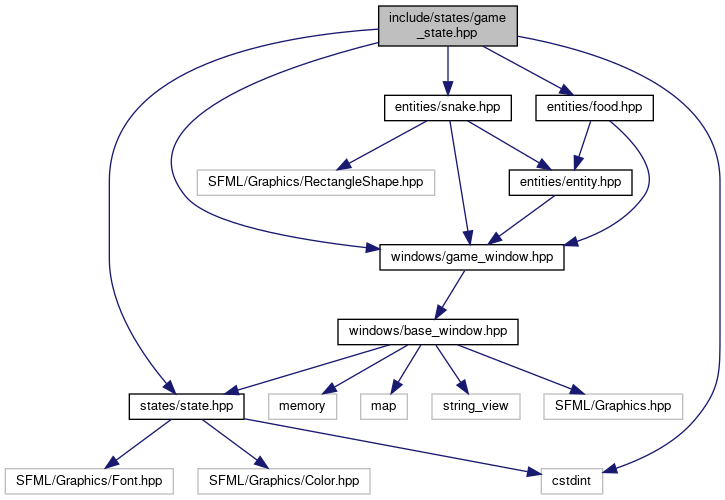 include/states/game
_state.hpp
entities/snake.hpp
entities/food.hpp
SFML/Graphics/RectangleShape.hpp
entities/entity.hpp
windows/game_window.hpp
windows/base_window.hpp
states/state.hpp
memory
map
string_view
SFML/Graphics.hpp
SFML/Graphics/Font.hpp
SFML/Graphics/Color.hpp
cstdint